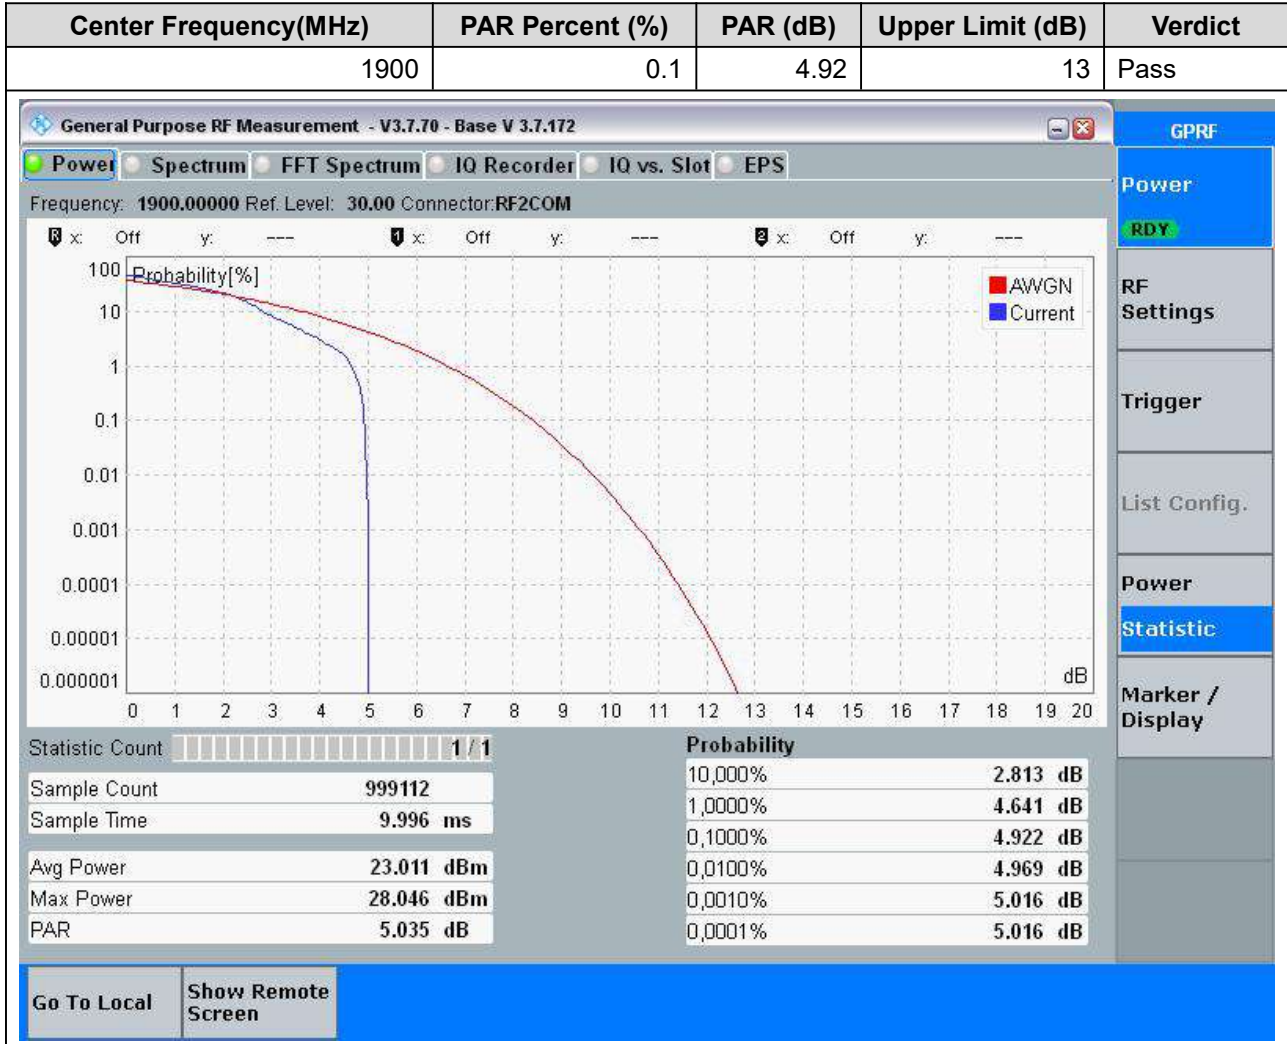 Center Frequency(MHz) PAR Percent (%) PAR (dB) Upper Limit (dB) Verdict
1900 0.1 4.92 13 Pass
General Purpose RF Measurement - V3.7.70 - Base V 3.7.172
GPRF
Power Spectrum FFT Spectrum IQ Recorder IQ vs. Slot EPS
Frequency: 1900.00000 Ref. Level: 30.00 Connector:RF2COM
R x: Off y: --- 1 x: Off y: --- 2 x: Off y: ---
Probability[%]
AWGN
Current
100
10
1
0.1
0.01
0.001
0.0001
0.00001
0.000001
dB
0 1 2 3 4 5 6 7 8 9 10 11 12 13 14 15 16 17 18 19 20
Statistic Count 1 / 1
Sample Count 999112
Sample Time 9.996 ms
Avg Power 23.011 dBm
Max Power 28.046 dBm
PAR 5.035 dB
Probability
10,000% 2.813 dB
1,0000% 4.641 dB
0,1000% 4.922 dB
0,0100% 4.969 dB
0,0010% 5.016 dB
0,0001% 5.016 dB
Power
RDY
RF
Settings
Trigger
List Config.
Power
Statistic
Marker /
Display
Go To Local
Show Remote
Screen